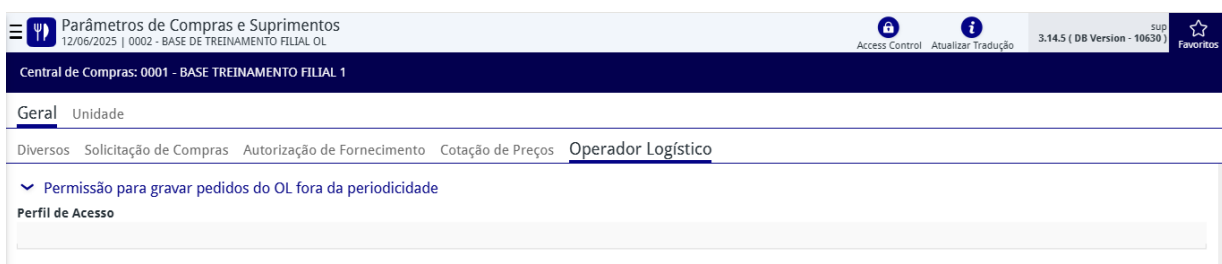 Parâmetros de Compras e Suprimentos
12/06/2025 | 0002 - BASE DE TREINAMENTO FILIAL OL
Access Control
Atualizar Tradução
sup
3.14.5 ( DB Version - 10630 )
Favoritos
Central de Compras: 0001 - BASE TREINAMENTO FILIAL 1
Geral Unidade
Diversos Solicitação de Compras Autorização de Fornecimento Cotação de Preços Operador Logístico
Permissão para gravar pedidos do OL fora da periodicidade
Perfil de Acesso